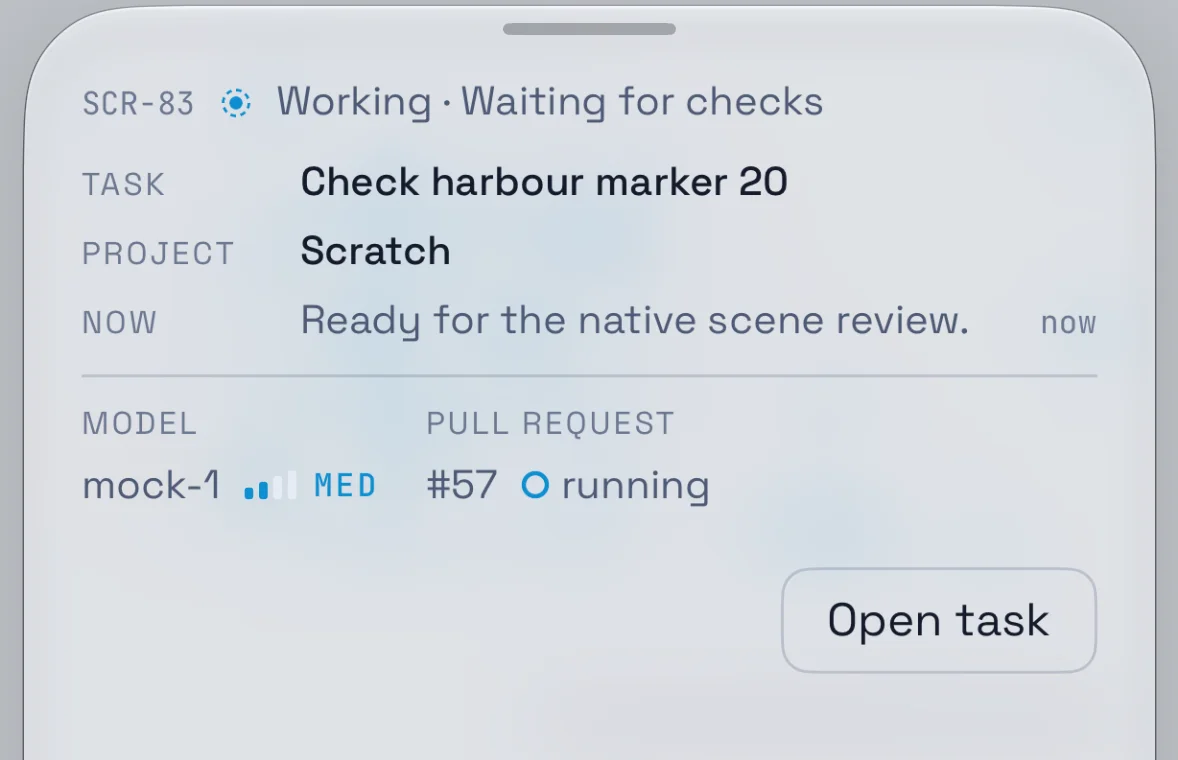 SCR-83 Working · Waiting for checks
TASK Check harbour marker 20
PROJECT Scratch
NOW Ready for the native scene review. now
MODEL PULL REQUEST
mock-1 MED #57 running
Open task